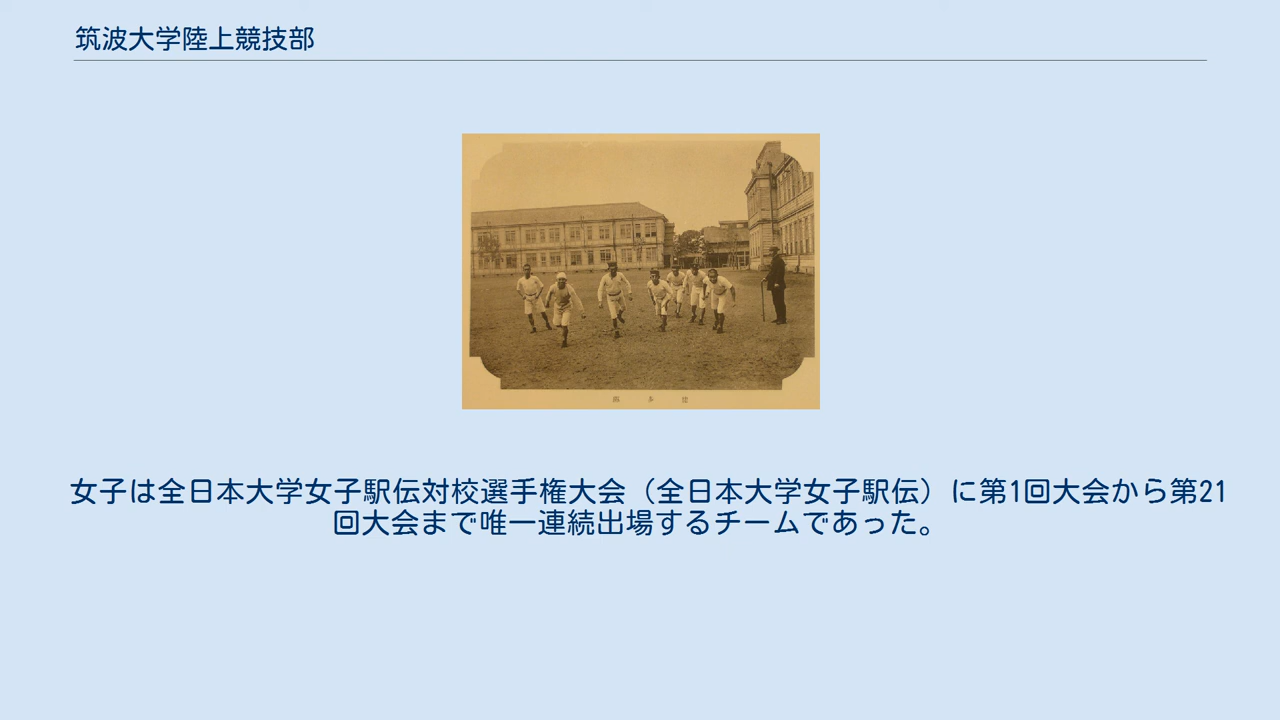 筑波大学陸上競技部
女子は全日本大学女子駅伝対校選手権大会（全日本大学女子駅伝）に第1回大会から第21
回大会まで唯一連続出場するチームであった。